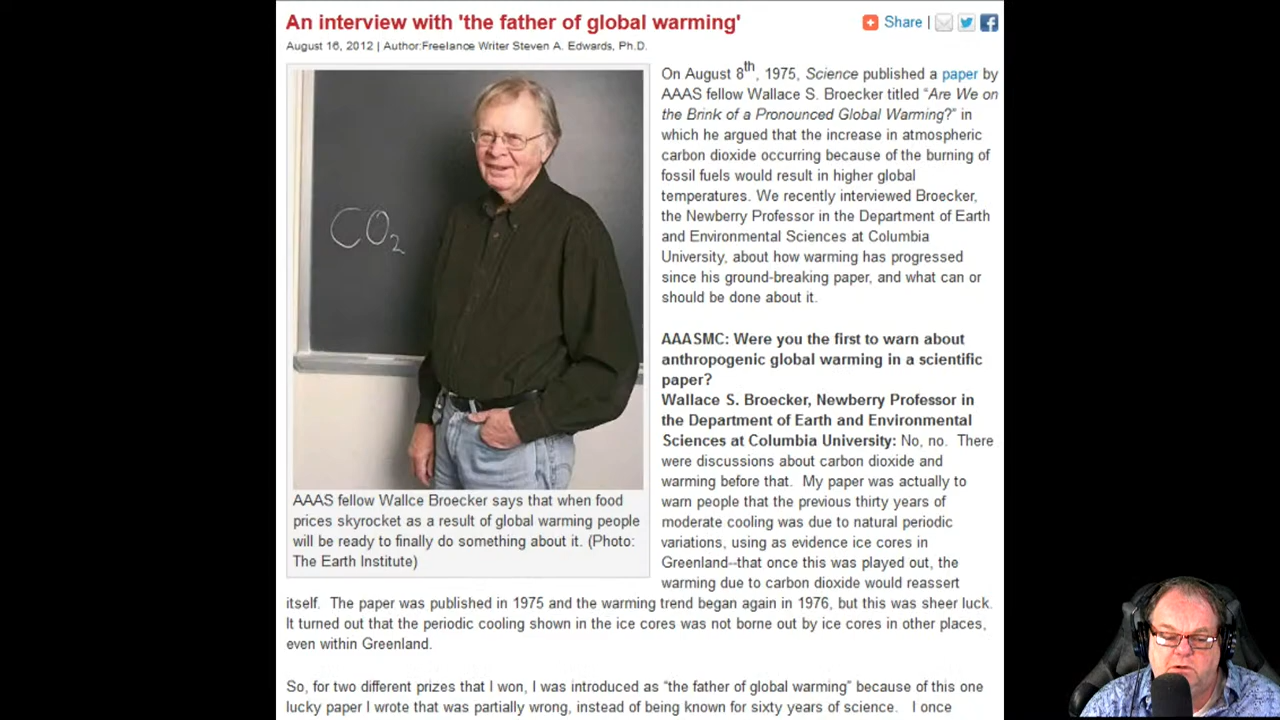 An interview with 'the father of global warming'
Share |
August 16, 2012 | Author:Freelance Writer Steven A. Edwards, Ph.D.
On August 8th, 1975, Science published a paper by
AAAS fellow Wallace S. Broecker titled “Are We on
the Brink of a Pronounced Global Warming?” in
which he argued that the increase in atmospheric
carbon dioxide occurring because of the burning of
fossil fuels would result in higher global
temperatures. We recently interviewed Broecker,
the Newberry Professor in the Department of Earth
and Environmental Sciences at Columbia
University, about how warming has progressed
since his ground-breaking paper, and what can or
should be done about it.
CO2
AAAS fellow Wallce Broecker says that when food
prices skyrocket as a result of global warming people
will be ready to finally do something about it. (Photo:
The Earth Institute)
AAASMC: Were you the first to warn about
anthropogenic global warming in a scientific
paper?
Wallace S. Broecker, Newberry Professor in
the Department of Earth and Environmental
Sciences at Columbia University: No, no. There
were discussions about carbon dioxide and
warming before that. My paper was actually to
warn people that the previous thirty years of
moderate cooling was due to natural periodic
variations, using as evidence ice cores in
Greenland--that once this was played out, the
warming due to carbon dioxide would reassert
itself. The paper was published in 1975 and the warming trend began again in 1976, but this was sheer luck.
It turned out that the periodic cooling shown in the ice cores was not borne out by ice cores in other places,
even within Greenland.
So, for two different prizes that I won, I was introduced as “the father of global warming” because of this one
lucky paper I wrote that was partially wrong, instead of being known for sixty years of science. I once